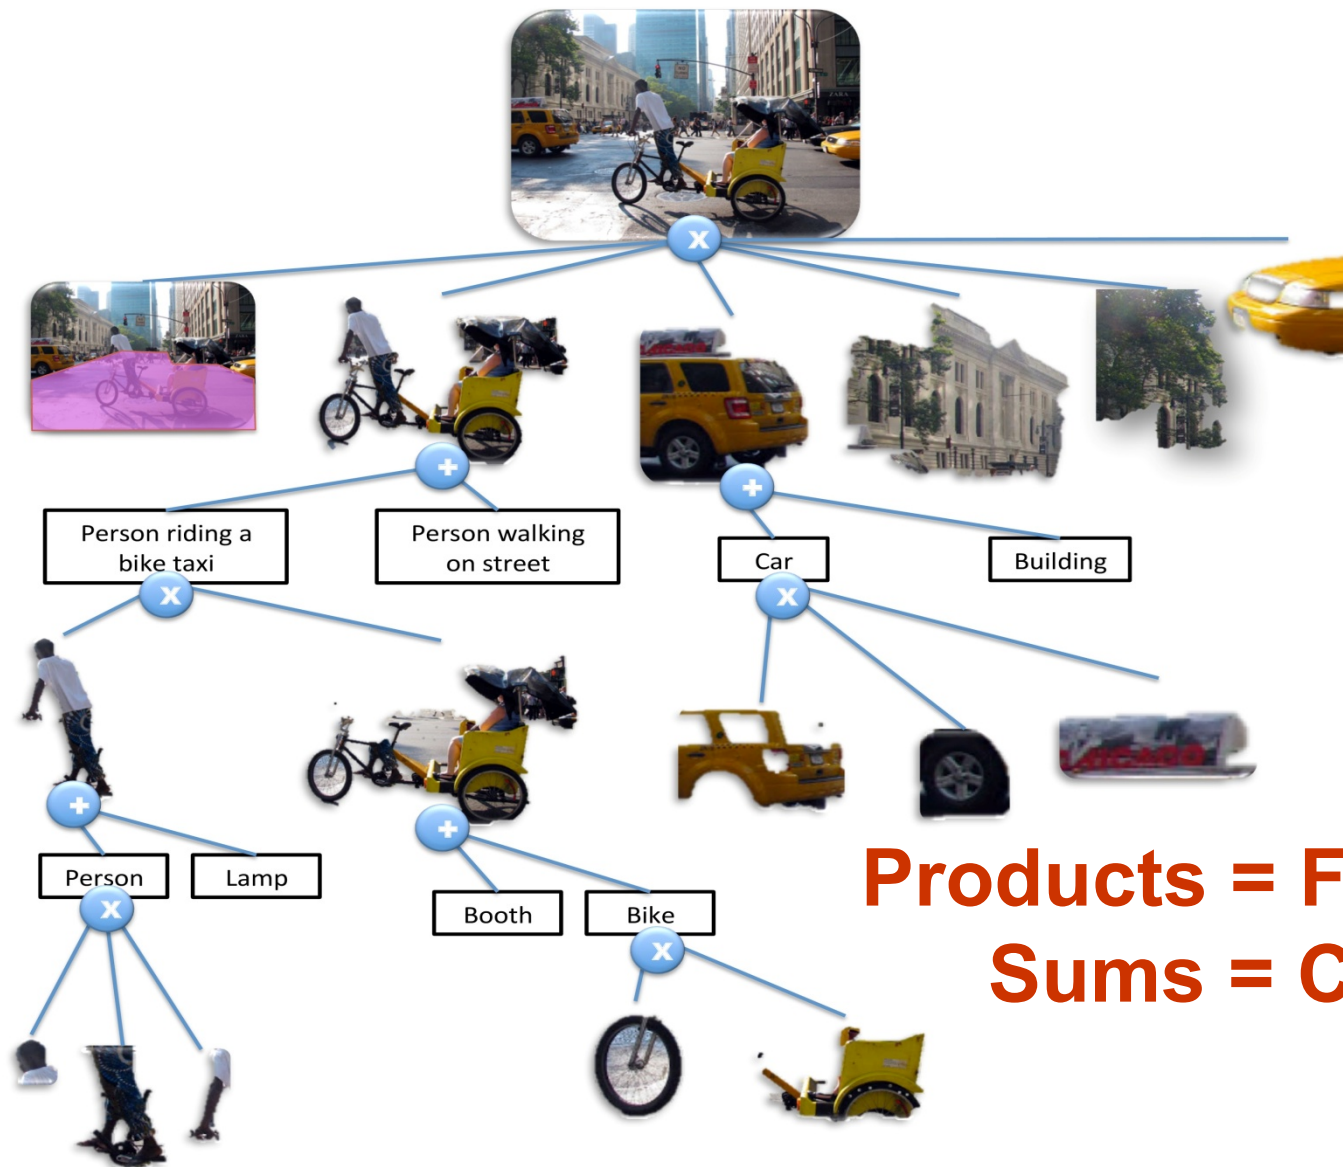 x
+
+
Person riding a
bike taxi
Person walking
on street
Car
Building
x
x
+
+
Person
Lamp
Booth
Bike
x
x
Products = F
Sums = C